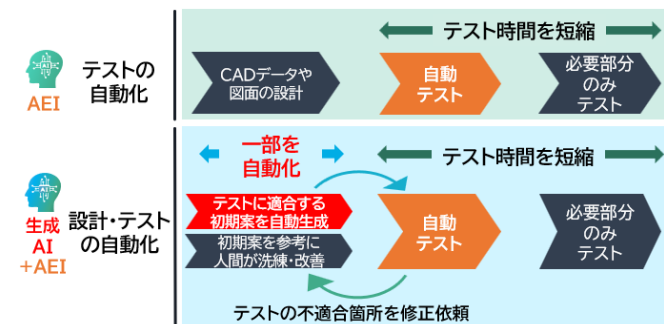 テスト時間を短縮
AEI
テストの
自動化
CADデータや
図面の設計
自動
テスト
必要部分
のみ
テスト
一部を
自動化
テスト時間を短縮
生成
AI
+AEI
設計・テスト
の自動化
テストに適合する
初期案を自動生成
初期案を参考に
人間が洗練・改善
自動
テスト
必要部分
のみ
テスト
テストの不適合箇所を修正依頼